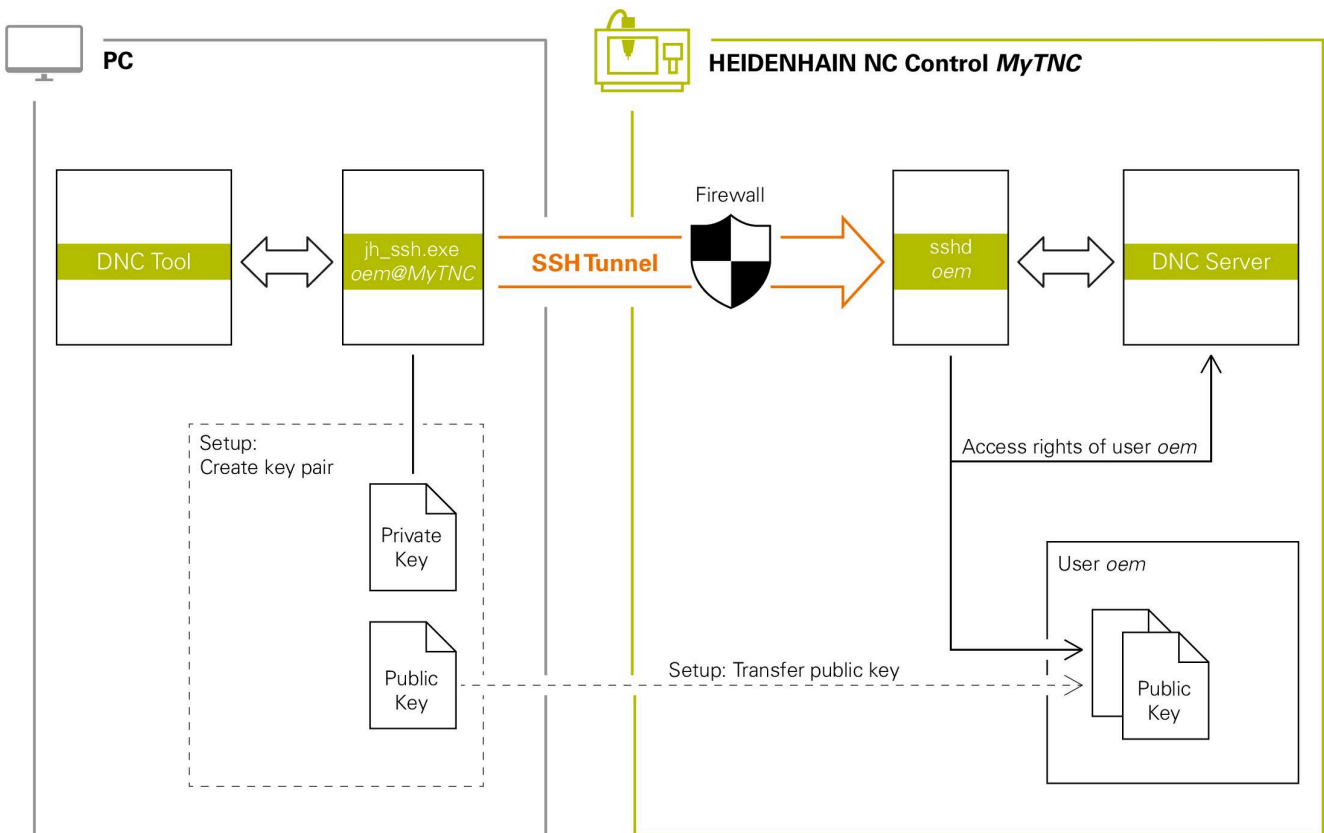 PC
HEIDENHAIN NC Control MyTNC
DNC Tool
jh_ssh.exe
oem@MyTNC
SSH Tunnel
Firewall
sshd
oem
DNC Server
Setup:
Create key pair
Private
Key
Public
Key
Access rights of user oem
Setup: Transfer public key
User oem
Public
Key